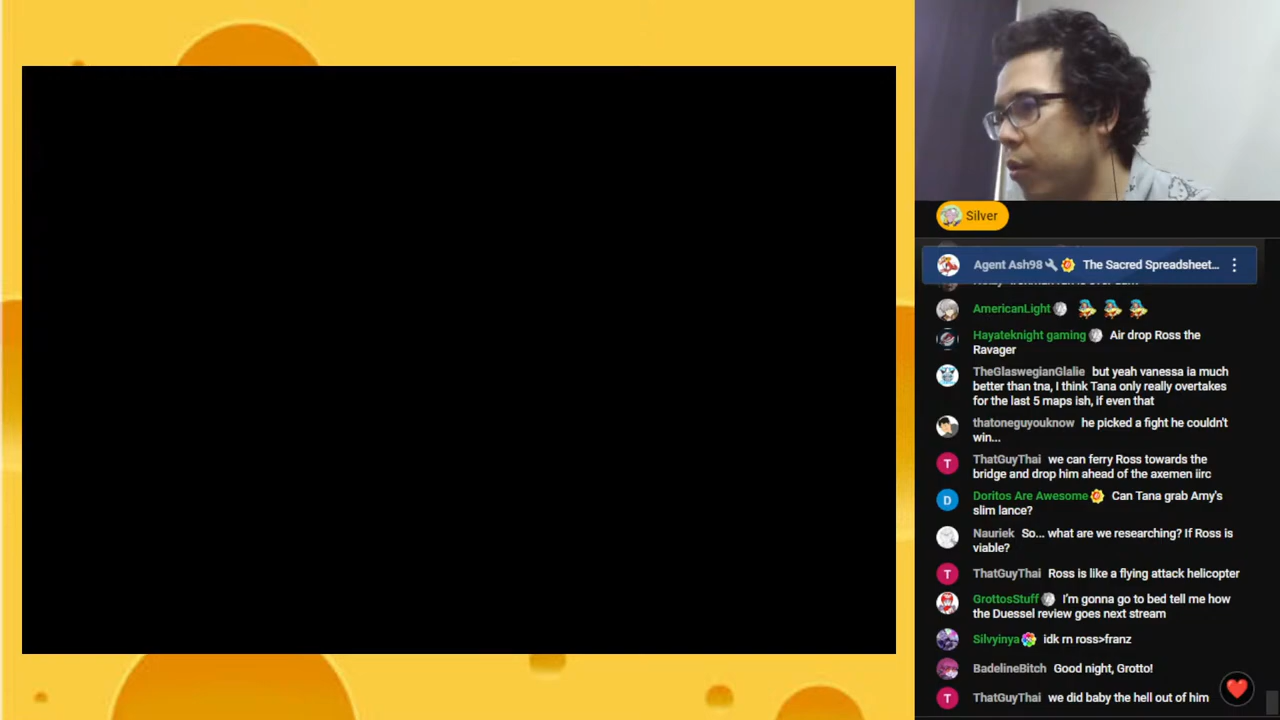 Silver
Agent Ash98 The Sacred Spreadsheet...
AmericanLight
Hayateknight gaming Air drop Ross the
Ravager
TheGlaswegianGlalie but yeah vanessa ia much
better than tna, I think Tana only really overtakes
for the last 5 maps ish, if even that
thatoneguyouknow he picked a fight he couldn't
win...
ThatGuyThai we can ferry Ross towards the
bridge and drop him ahead of the axemen iirc
Doritos Are Awesome Can Tana grab Amy's
slim lance?
Nauriek So... what are we researching? If Ross is
viable?
ThatGuyThai Ross is like a flying attack helicopter
GrottosStuff I'm gonna go to bed tell me how
the Duessel review goes next stream
Silvyinya idk rn ross>franz
BadelineBitch Good night, Grotto!
ThatGuyThai we did baby the hell out of him